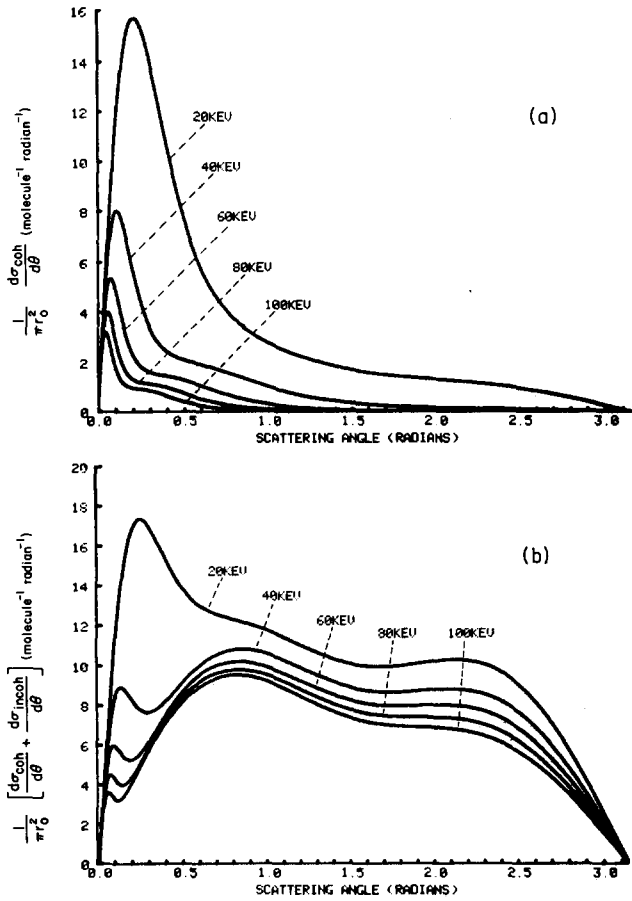 16
14
12
10
8
6
4
2
0
(a)
20KEV
40KEV
60KEV
80KEV
100KEV
1/πr₀² dσcoh/dθ (molecule⁻¹ radian⁻¹)
0.0 0.5 1.0 1.5 2.0 2.5 3.0
SCATTERING ANGLE (RADIANS)
20
18
16
14
12
10
8
6
4
2
0
(b)
20KEV
40KEV
60KEV
80KEV
100KEV
1/πr₀² [dσcoh/dθ + dσincoh/dθ] (molecule⁻¹ radian⁻¹)
0.0 0.5 1.0 1.5 2.0 2.5 3.0
SCATTERING ANGLE (RADIANS)